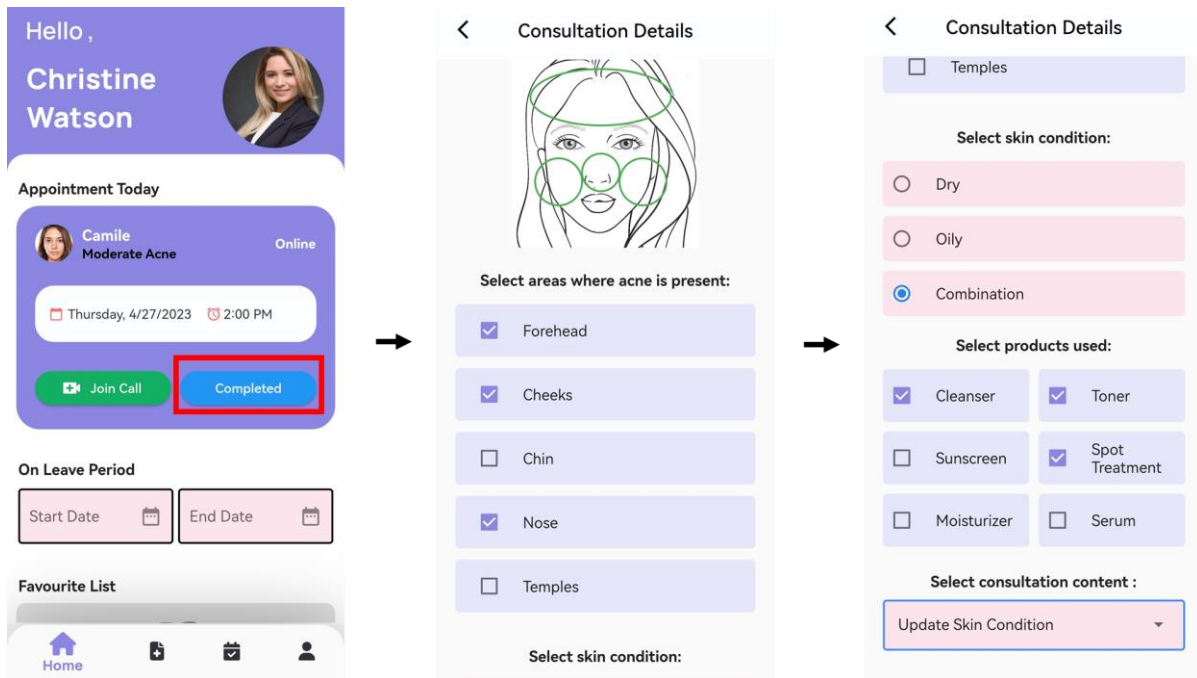 Hello ,
Christine
Watson
Appointment Today
Camile
Moderate Acne
Online
Thursday, 4/27/2023 2:00 PM
Join Call
Completed
On Leave Period
Start Date
End Date
Favourite List
Home
Consultation Details
Select areas where acne is present:
Forehead
Cheeks
Chin
Nose
Temples
Select skin condition:
Consultation Details
Temples
Select skin condition:
Dry
Oily
Combination
Select products used:
Cleanser
Toner
Sunscreen
Spot
Treatment
Moisturizer
Serum
Select consultation content :
Update Skin Condition